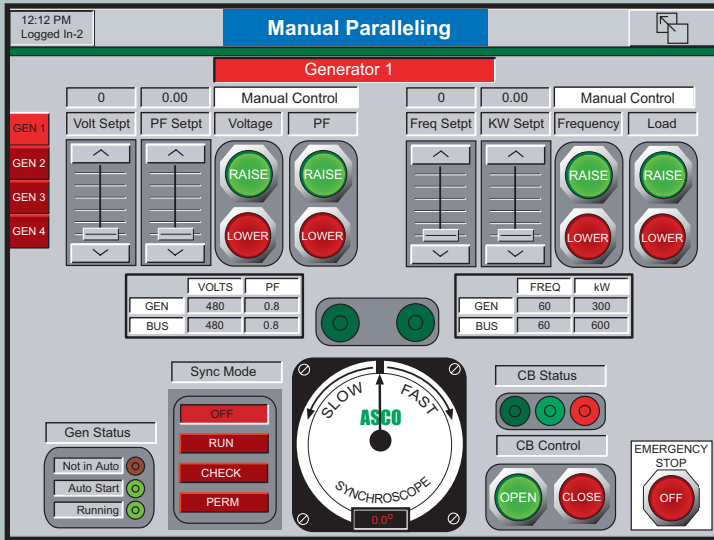 12:12 PM
Logged In-2
Manual Paralleling
Generator 1
0
0.00
Manual Control
0
0.00
Manual Control
GEN 1
GEN 2
GEN 3
GEN 4
Volt Setpt
PF Setpt
Voltage
PF
Freq Setpt
KW Setpt
Frequency
Load
RAISE
RAISE
RAISE
RAISE
LOWER
LOWER
LOWER
LOWER
VOLTS PF
GEN 480 0.8
BUS 480 0.8
FREQ kW
GEN 60 300
BUS 60 600
Sync Mode
OFF
RUN
CHECK
PERM
SLOW FAST
ASCO
SYNCHROSCOPE
0.0°
CB Status
CB Control
OPEN
CLOSE
Gen Status
Not in Auto
Auto Start
Running
EMERGENCY
STOP
OFF